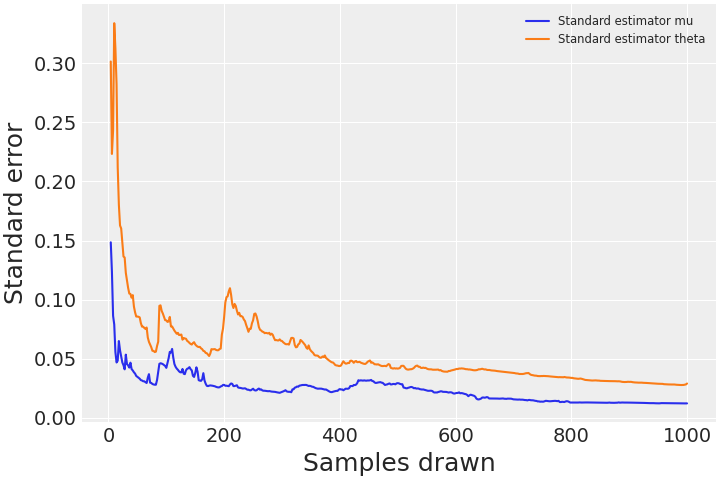 Standard estimator mu
Standard estimator theta
0.30
0.25
0.20
0.15
0.10
0.05
0.00
Standard error
0 200 400 600 800 1000
Samples drawn